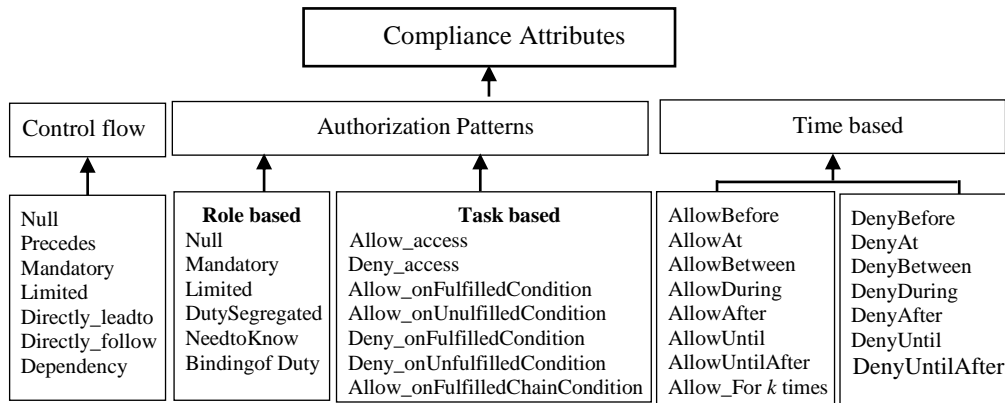 Compliance Attributes
Control flow
Authorization Patterns
Time based
Null
Precedes
Mandatory
Limited
Directly_leadto
Directly_follow
Dependency
Role based
Null
Mandatory
Limited
DutySegregated
NeedtoKnow
Bindingof Duty
Task based
Allow_access
Deny_access
Allow_onFulfilledCondition
Allow_onUnulfilledCondition
Deny_onFulfilledCondition
Deny_onUnfulfilledCondition
Allow_onFulfilledChainCondition
AllowBefore
AllowAt
AllowBetween
AllowDuring
AllowAfter
AllowUntil
AllowUntilAfter
Allow_For k times
DenyBefore
DenyAt
DenyBetween
DenyDuring
DenyAfter
DenyUntil
DenyUntilAfter